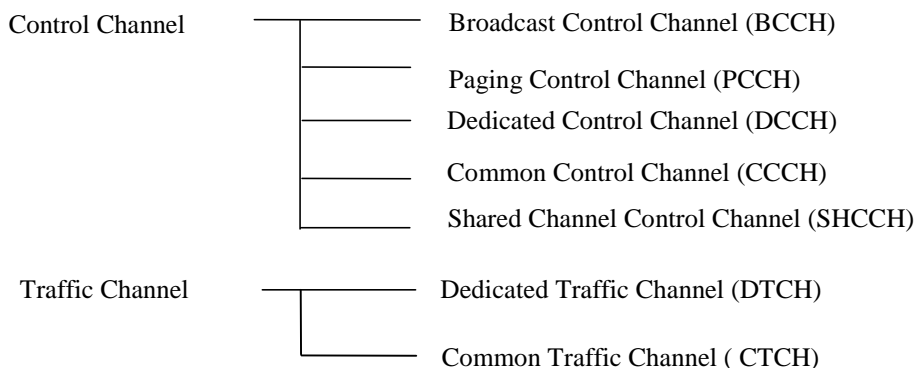 Control Channel
Broadcast Control Channel (BCCH)
Paging Control Channel (PCCH)
Dedicated Control Channel (DCCH)
Common Control Channel (CCCH)
Shared Channel Control Channel (SHCCH)
Traffic Channel
Dedicated Traffic Channel (DTCH)
Common Traffic Channel ( CTCH)